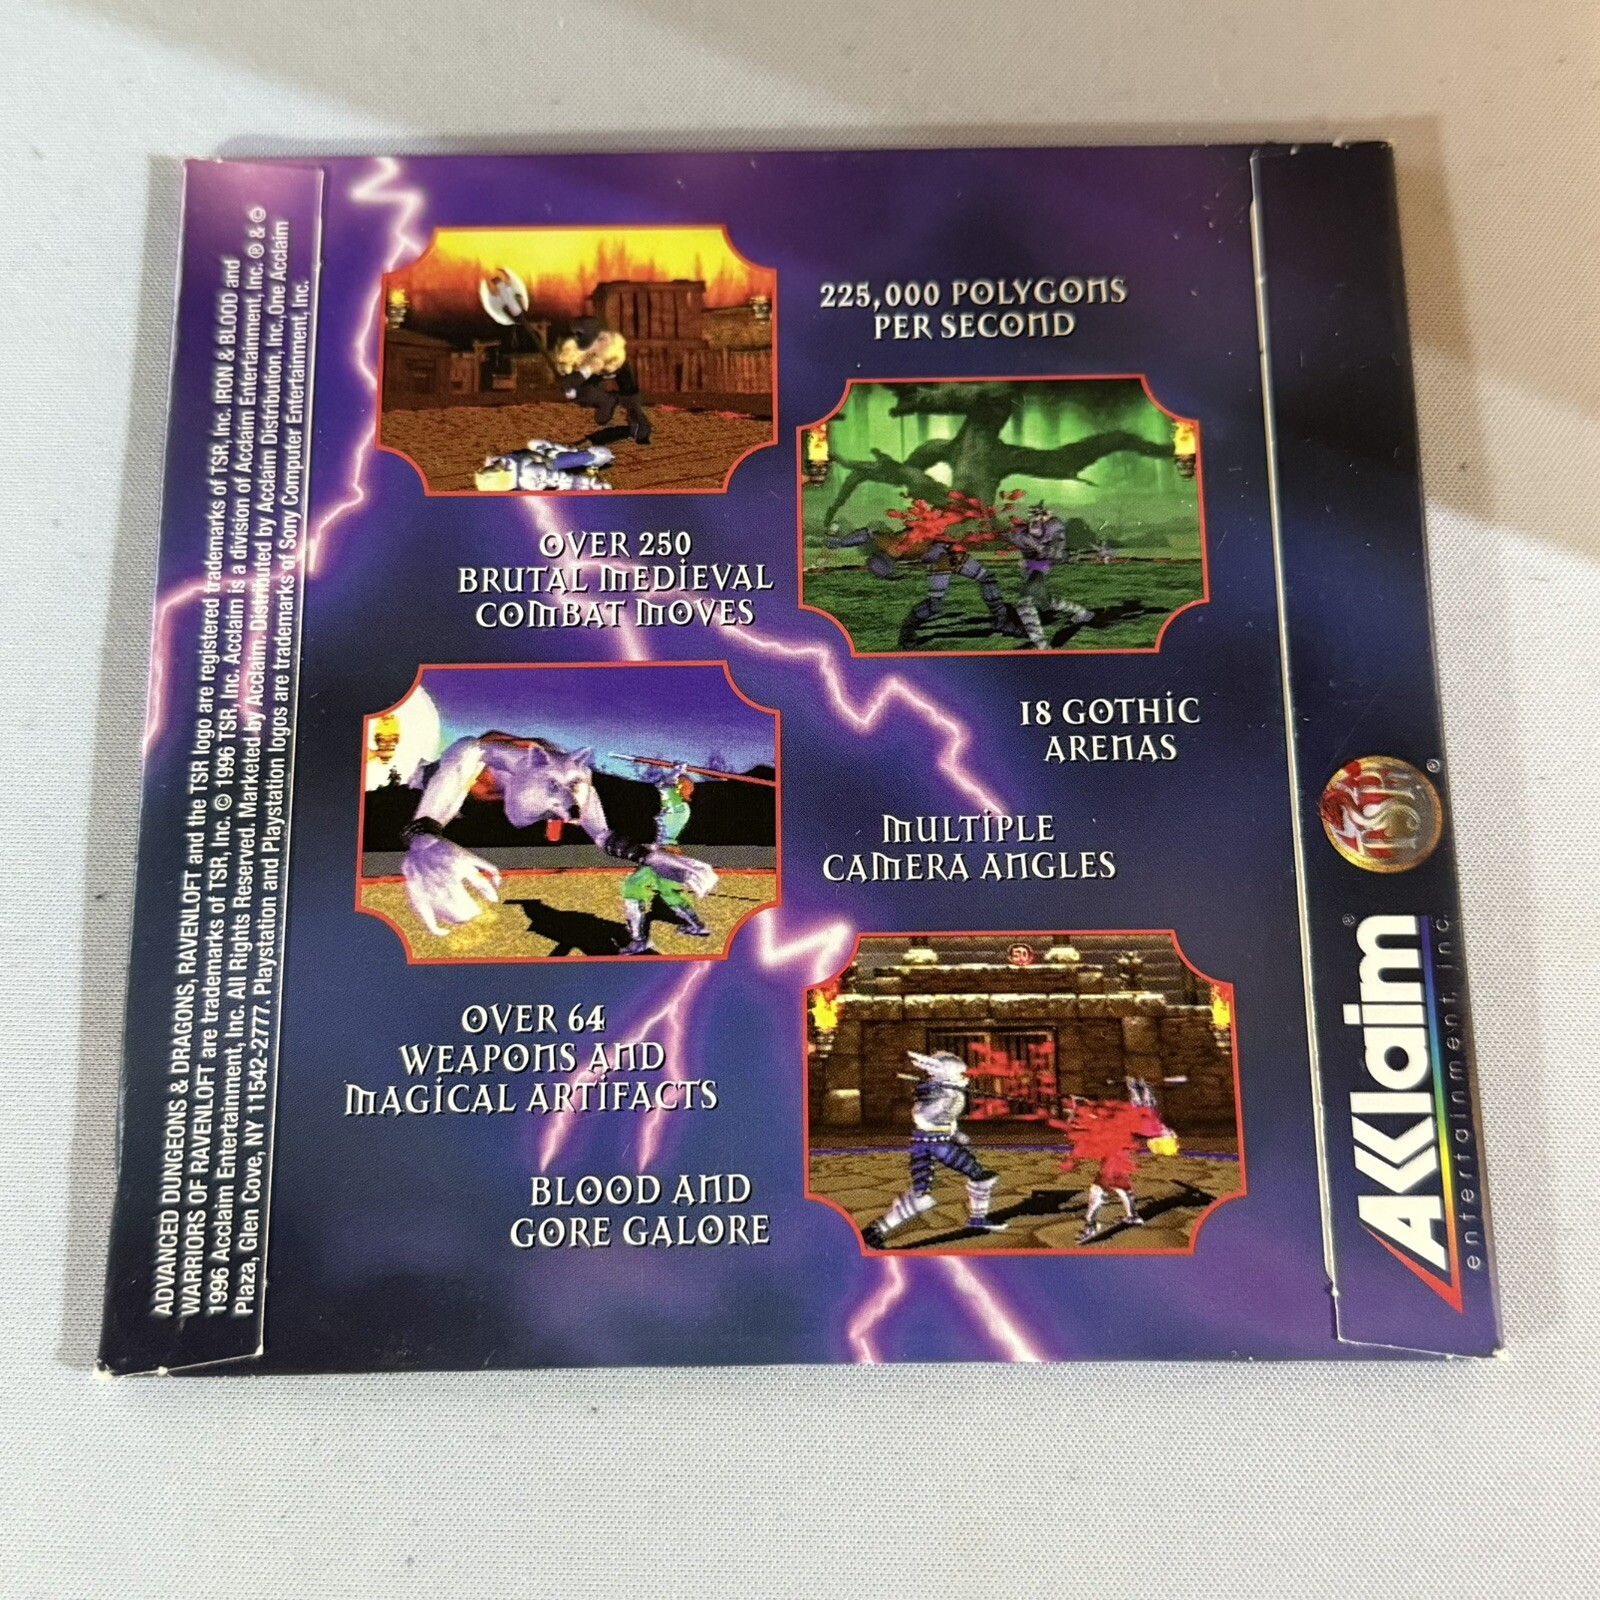 ADVANCED DUNGEONS & DRAGONS, RAVENLOFT and the TSR logo are registered trademarks of TSR, Inc. IRON & BLOOD and
WARRIORS OF RAVENLOFT are trademarks of TSR, Inc. © 1996 TSR, Inc. Acclaim is a division of Acclaim Entertainment, Inc. ® & ©
1996 Acclaim Entertainment, Inc. All Rights Reserved. Marketed by Acclaim. Distributed by Acclaim Distribution, Inc., One Acclaim
Plaza, Glen Cove, NY 11542-2777. Playstation and Playstation logos are trademarks of Sony Computer Entertainment, Inc.
225,000 POLYGONS
PER SECOND
OVER 250
BRUTAL MEDIEVAL
COMBAT MOVES
18 GOTHIC
ARENAS
MULTIPLE
CAMERA ANGLES
50
OVER 64
WEAPONS AND
MAGICAL ARTIFACTS
BLOOD AND
GORE GALORE
TSR®
AKKlaim®
entertainment, inc.